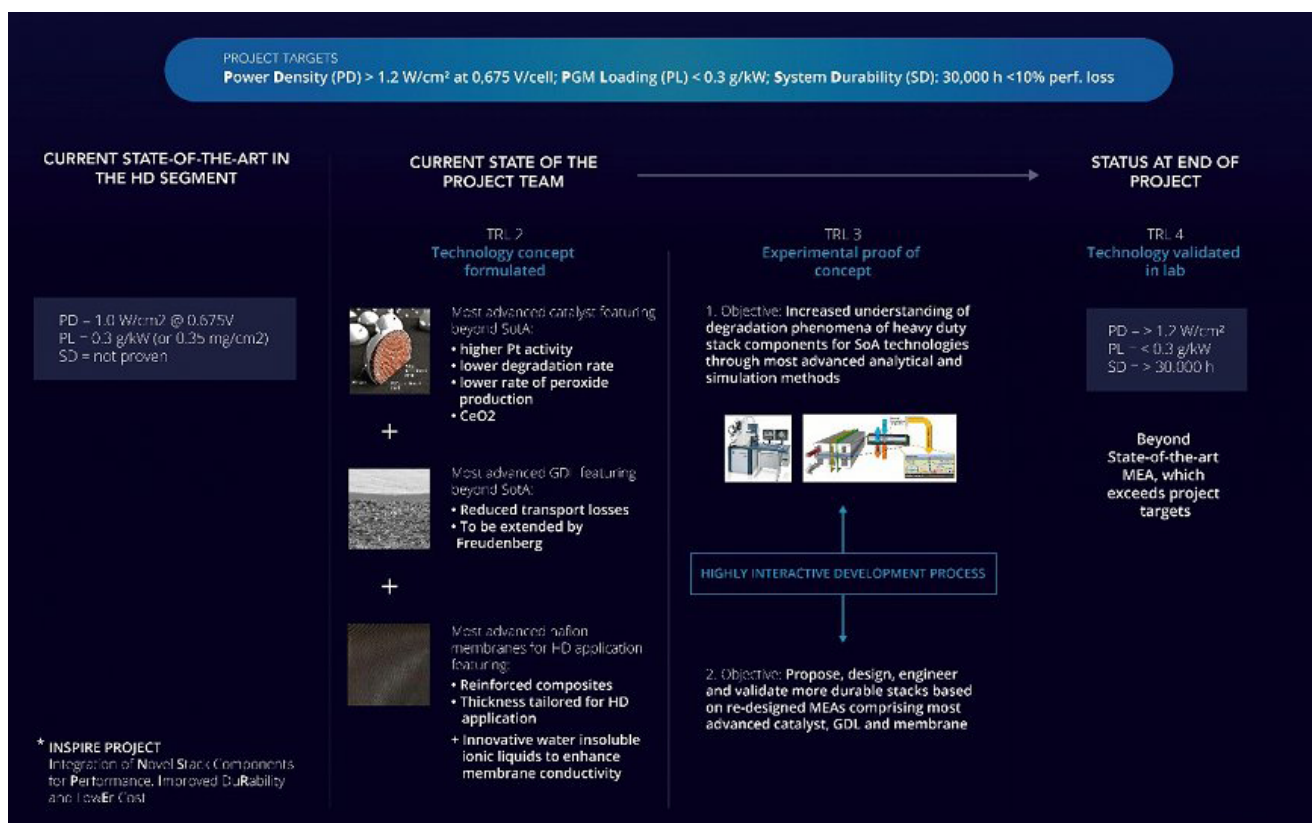 PROJECT TARGETS
Power Density (PD) > 1.2 W/cm² at 0,675 V/cell; PGM Loading (PL) < 0.3 g/kW; System Durability (SD): 30,000 h <10% perf. loss
CURRENT STATE-OF-THE-ART IN
THE HD SEGMENT
PD = 1.0 W/cm2 @ 0.675V
PL = 0.3 g/kW (or 0.35 mg/cm2)
SD = not proven
* INSPIRE PROJECT
Integration of Novel Stack Components
for Performance, Improved DuRability
and LowEr Cost
CURRENT STATE OF THE
PROJECT TEAM
TRL 2
Technology concept
formulated
Most advanced catalyst featuring
beyond SotA:
• higher Pt activity
• lower degradation rate
• lower rate of peroxide
production
• CeO2
+
Most advanced GDL featuring
beyond SotA:
• Reduced transport losses
• To be extended by
Freudenberg
+
Most advanced nafion
membranes for HD application
featuring:
• Reinforced composites
• Thickness tailored for HD
application
+ Innovative water insoluble
ionic liquids to enhance
membrane conductivity
TRL 3
Experimental proof of
concept
1. Objective: Increased understanding of
degradation phenomena of heavy duty
stack components for SoA technologies
through most advanced analytical and
simulation methods
HIGHLY INTERACTIVE DEVELOPMENT PROCESS
2. Objective: Propose, design, engineer
and validate more durable stacks based
on re-designed MEAs comprising most
advanced catalyst, GDL and membrane
STATUS AT END OF
PROJECT
TRL 4
Technology validated
in lab
PD = > 1.2 W/cm²
PL = < 0.3 g/kW
SD = > 30.000 h
Beyond
State-of-the-art
MEA, which
exceeds project
targets